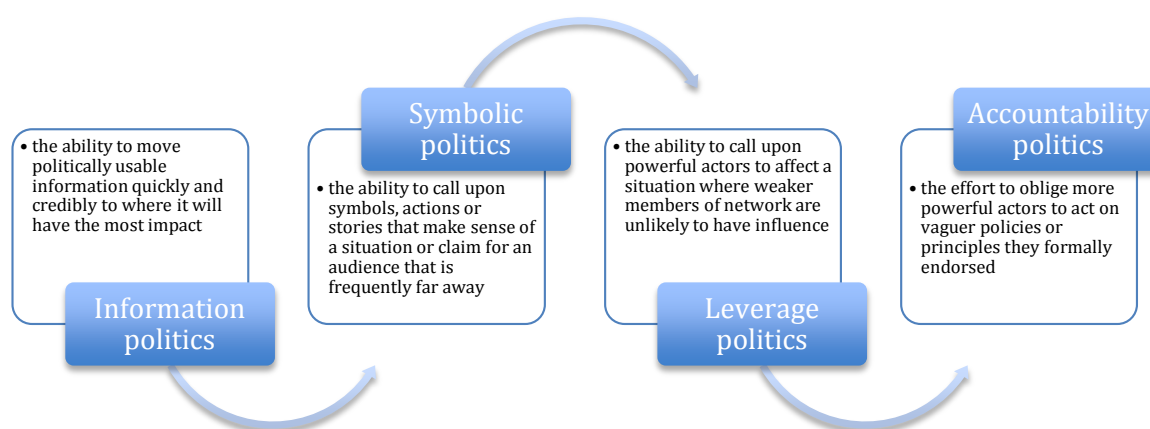 • the ability to move
politically usable
information quickly and
credibly to where it will
have the most impact
Information
politics
Symbolic
politics
• the ability to call upon
symbols, actions or
stories that make sense of
a situation or claim for an
audience that is
frequently far away
• the ability to call upon
powerful actors to affect a
situation where weaker
members of network are
unlikely to have influence
Leverage
politics
Accountability
politics
• the effort to oblige more
powerful actors to act on
vaguer policies or
principles they formally
endorsed